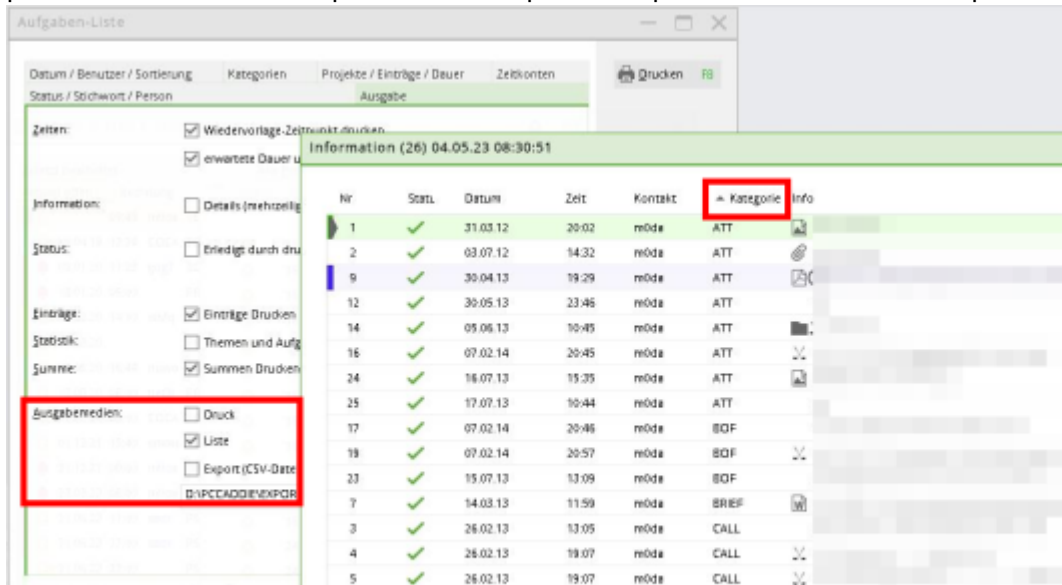 Aufgaben-Liste
Datum / Benutzer / Sortierung Kategorien Projekte / Einträge / Dauer Zeitkonten Drucken F8
Status / Stichwort / Person Ausgabe
Zeiten: Wiedervorlage-Zeitpunkt drucken
erwartete Dauer u
Information (26) 04.05.23 08:30:51
Nr Statu Datum Zeit Kontakt Kategorie Info
Information: Details (mehrzeilig
1 31.03.12 20:02 m0da ATT
Status: Erledigt durch dru
2 03.07.12 14:32 m0da ATT
9 30.04.13 19:29 m0da ATT
12 30.05.13 23:46 m0da ATT
Einträge: Einträge Drucken
14 05.06.13 10:45 m0da ATT
Statistik: Themen und Aufg
16 07.02.14 20:45 m0da ATT
Summe: Summen Drucken
24 16.07.13 15:35 m0da ATT
25 17.07.13 10:44 m0da ATT
Ausgabemedien: Druck
17 07.02.14 20:46 m0da BOF
Liste
19 07.02.14 20:57 m0da BOF
Export (CSV-Date
23 15.07.13 13:09 m0da BOF
D:\PCCADDIE\EXPOR
7 14.03.13 11:59 m0da BRIEF
3 26.02.13 13:05 m0da CALL
4 26.02.13 19:07 m0da CALL
5 26.02.13 19:07 m0da CALL